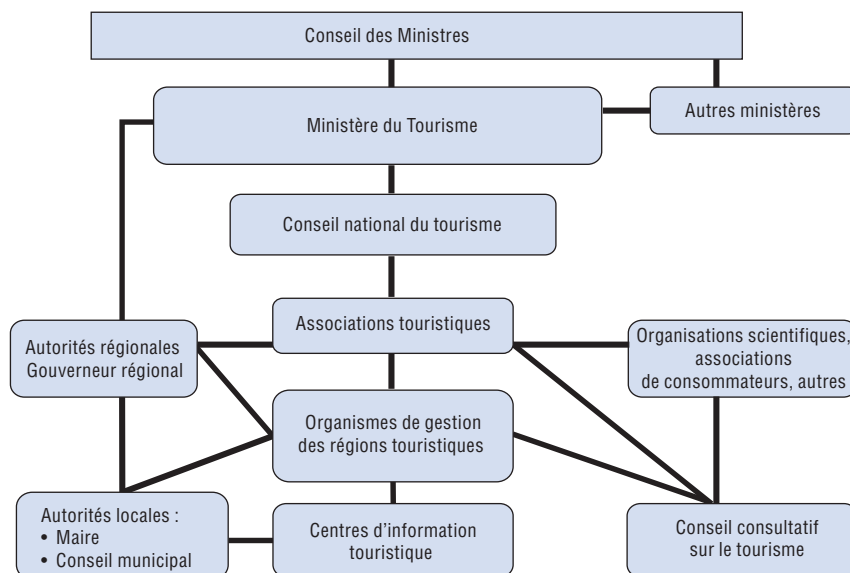 Conseil des Ministres
Ministère du Tourisme
Autres ministères
Conseil national du tourisme
Associations touristiques
Autorités régionales
Gouverneur régional
Organisations scientifiques,
associations
de consommateurs, autres
Organismes de gestion
des régions touristiques
Autorités locales :
• Maire
• Conseil municipal
Centres d'information
touristique
Conseil consultatif
sur le tourisme